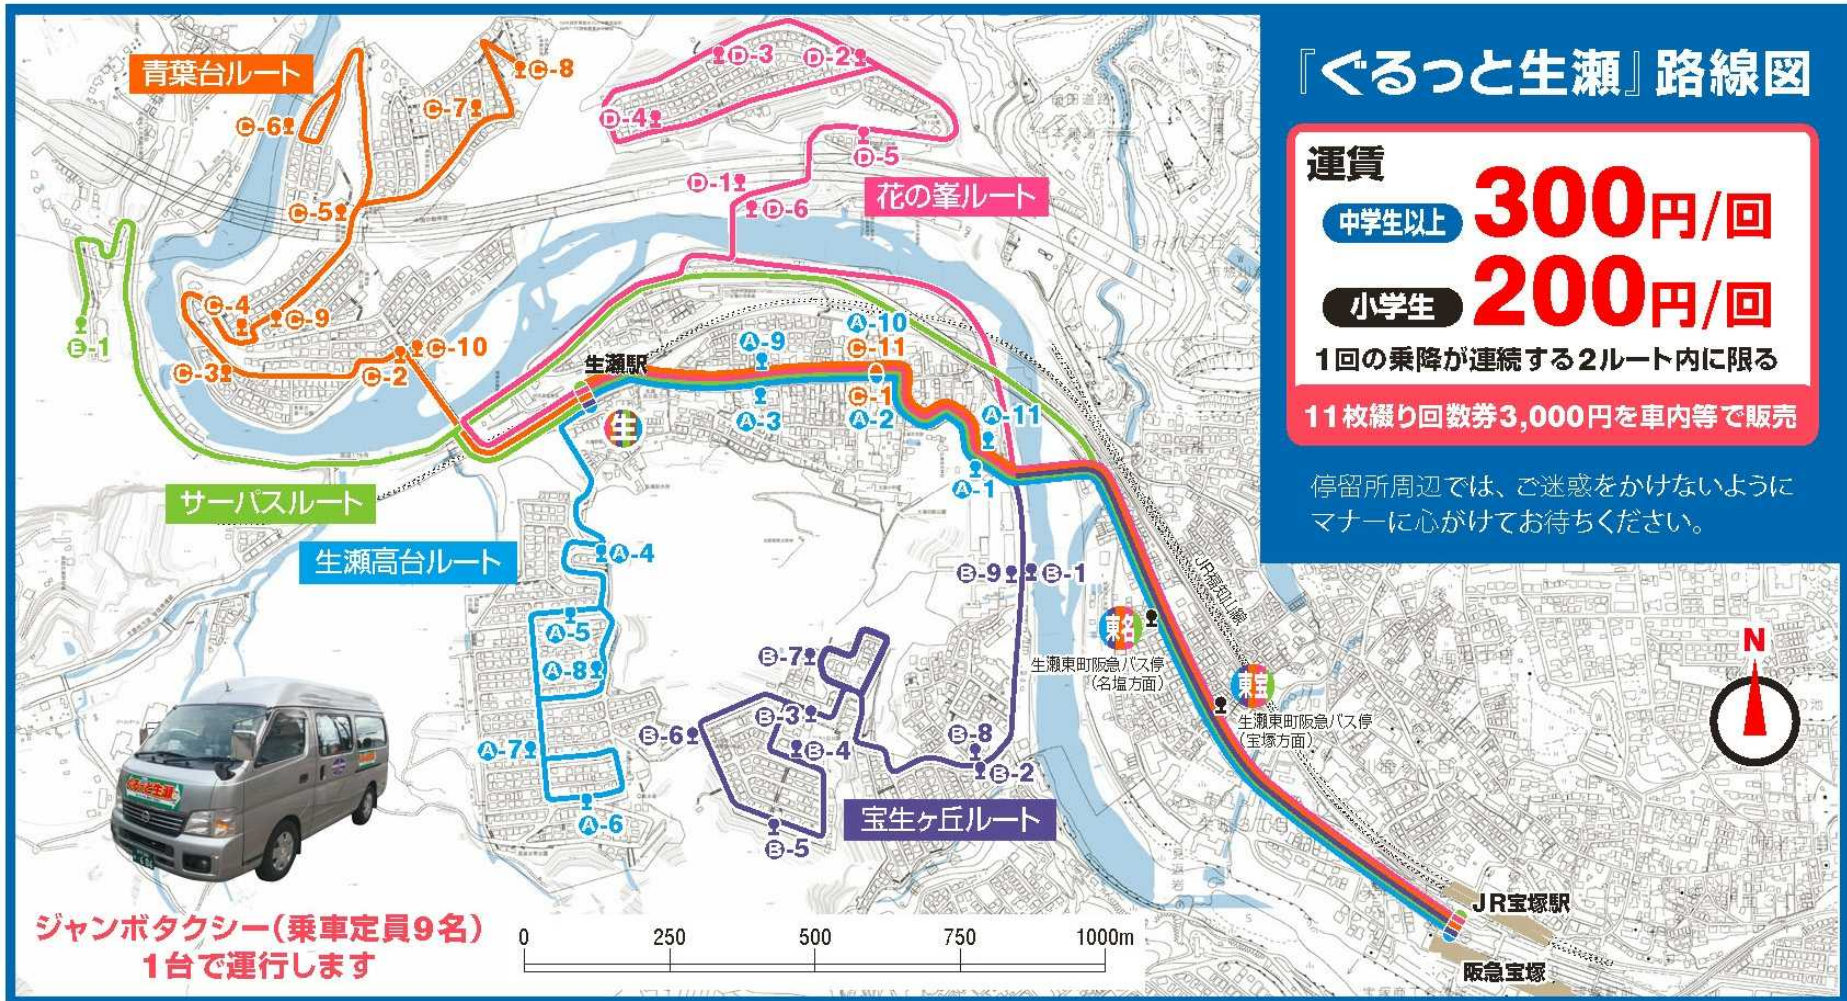 『ぐるっと生瀬』路線図
運賃
中学生以上 300円/回
小学生 200円/回
1回の乗降が連続する2ルート内に限る
11枚綴り回数券3,000円を車内等で販売
停留所周辺では、ご迷惑をかけないように
マナーに心がけてお待ちください。
青葉台ルート
C-8
C-7
C-6
C-5
C-4
C-9
C-10
C-3
C-2
D-3
D-2
D-4
D-5
D-1
D-6
花の峯ルート
E-1
サーパスルート
生瀬駅
生
A-9
A-10
C-11
C-1
A-2
A-3
A-11
A-1
生瀬高台ルート
A-4
A-5
A-8
A-7
A-6
B-9
B-1
B-7
B-3
B-6
B-4
B-8
B-2
B-5
宝生ヶ丘ルート
JR福知山線
東名
生瀬東町阪急バス停
(名塩方面)
東宝
生瀬東町阪急バス停
(宝塚方面)
N
JR宝塚駅
阪急宝塚
ぐるっと生瀬
ジャンボタクシー(乗車定員9名)
1台で運行します
0 250 500 750 1000m